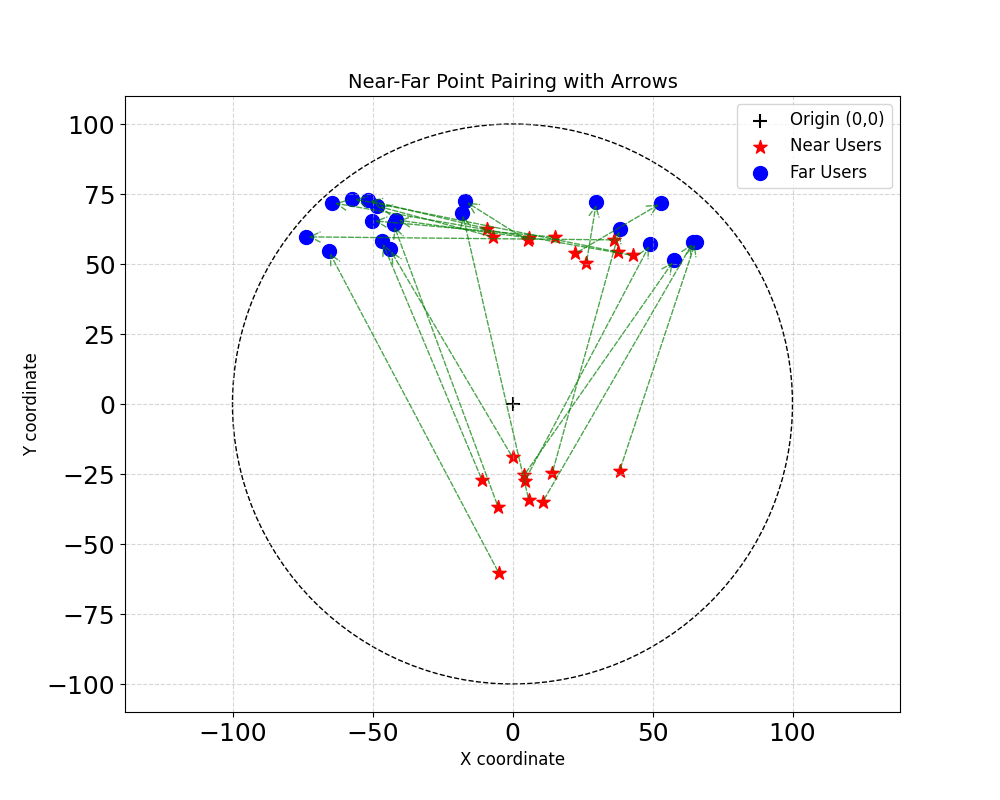 Near-Far Point Pairing with Arrows
Origin (0,0)
Near Users
Far Users
100
75
50
25
0
−25
−50
−75
−100
Y coordinate
−100
−50
0
50
100
X coordinate